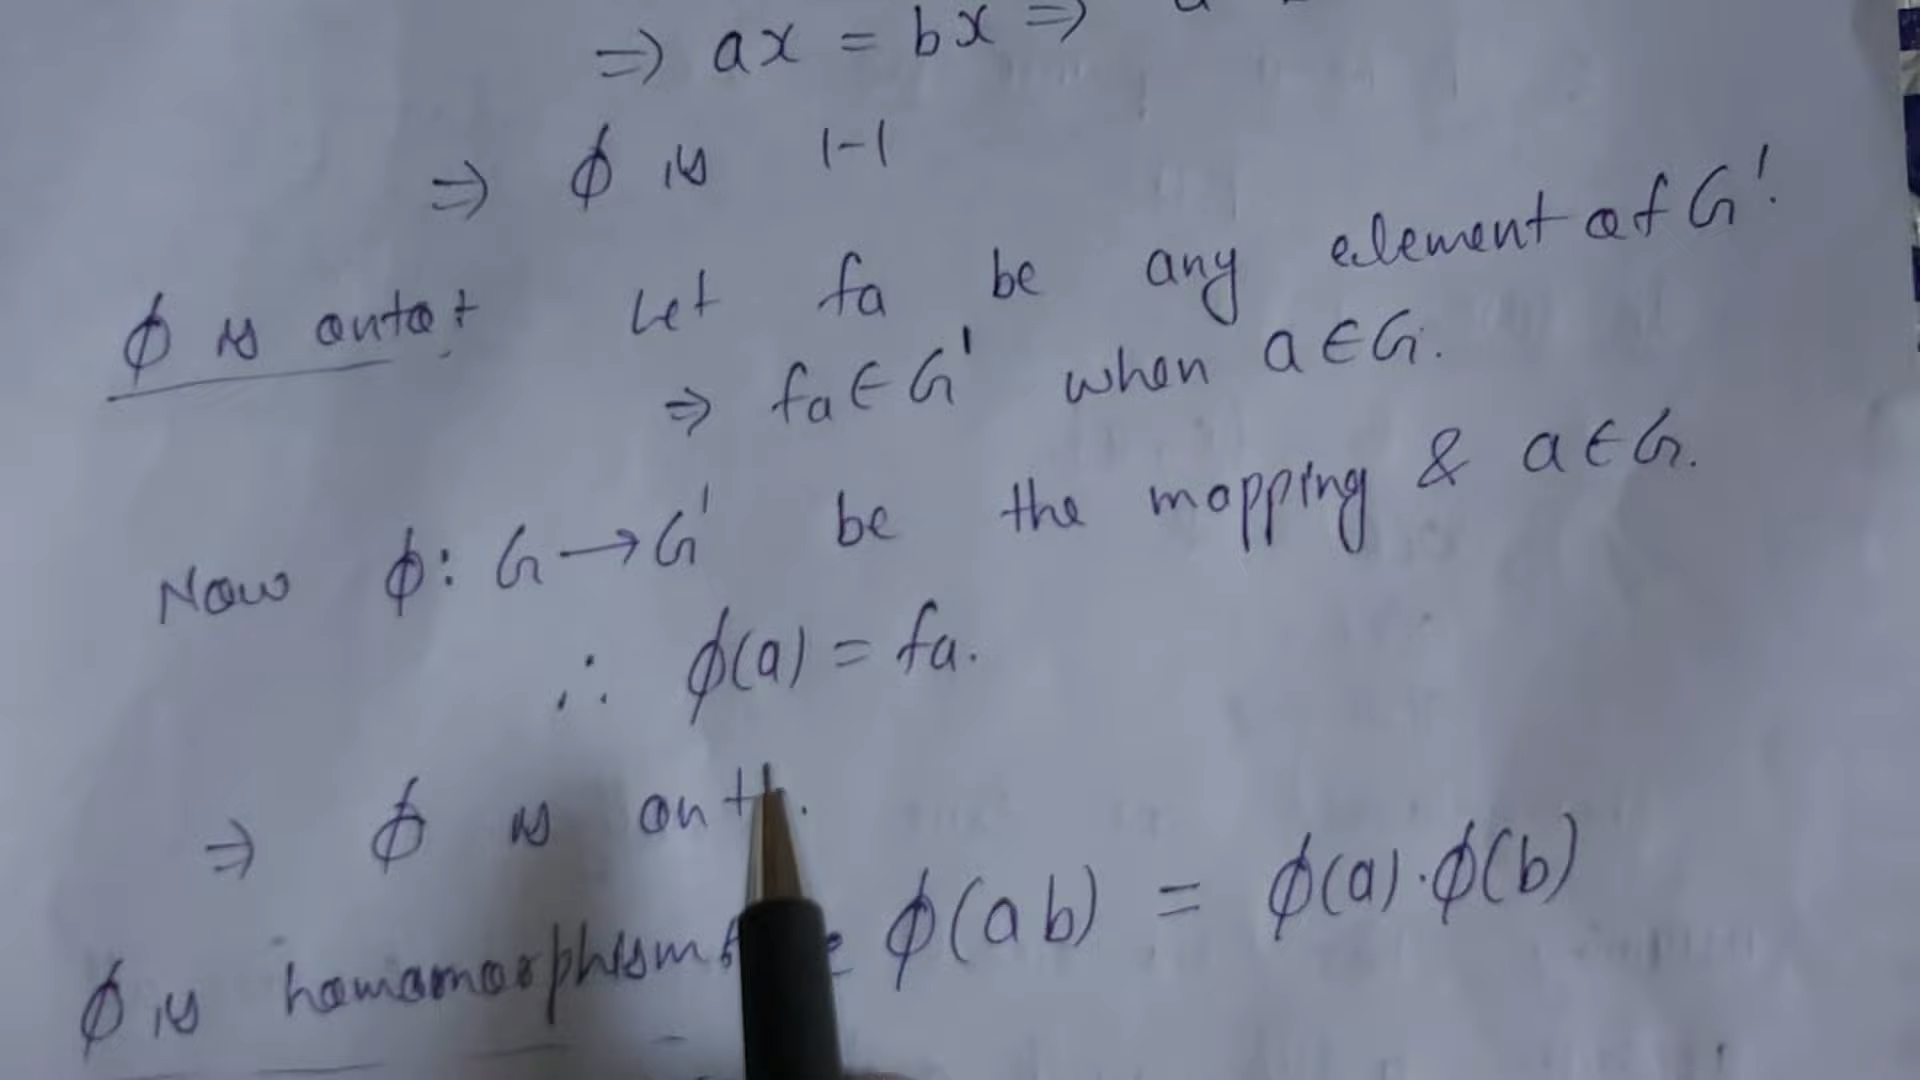 ⇒ ax = bx ⇒
⇒ ϕ is 1-1
ϕ is onto: Let fa be any element of G'.
⇒ fa ∈ G' when a ∈ G.
Now ϕ: G → G' be the mapping & a ∈ G.
∴ ϕ(a) = fa.
⇒ ϕ is
ϕ is homomorphism ϕ(ab) = ϕ(a)·ϕ(b)